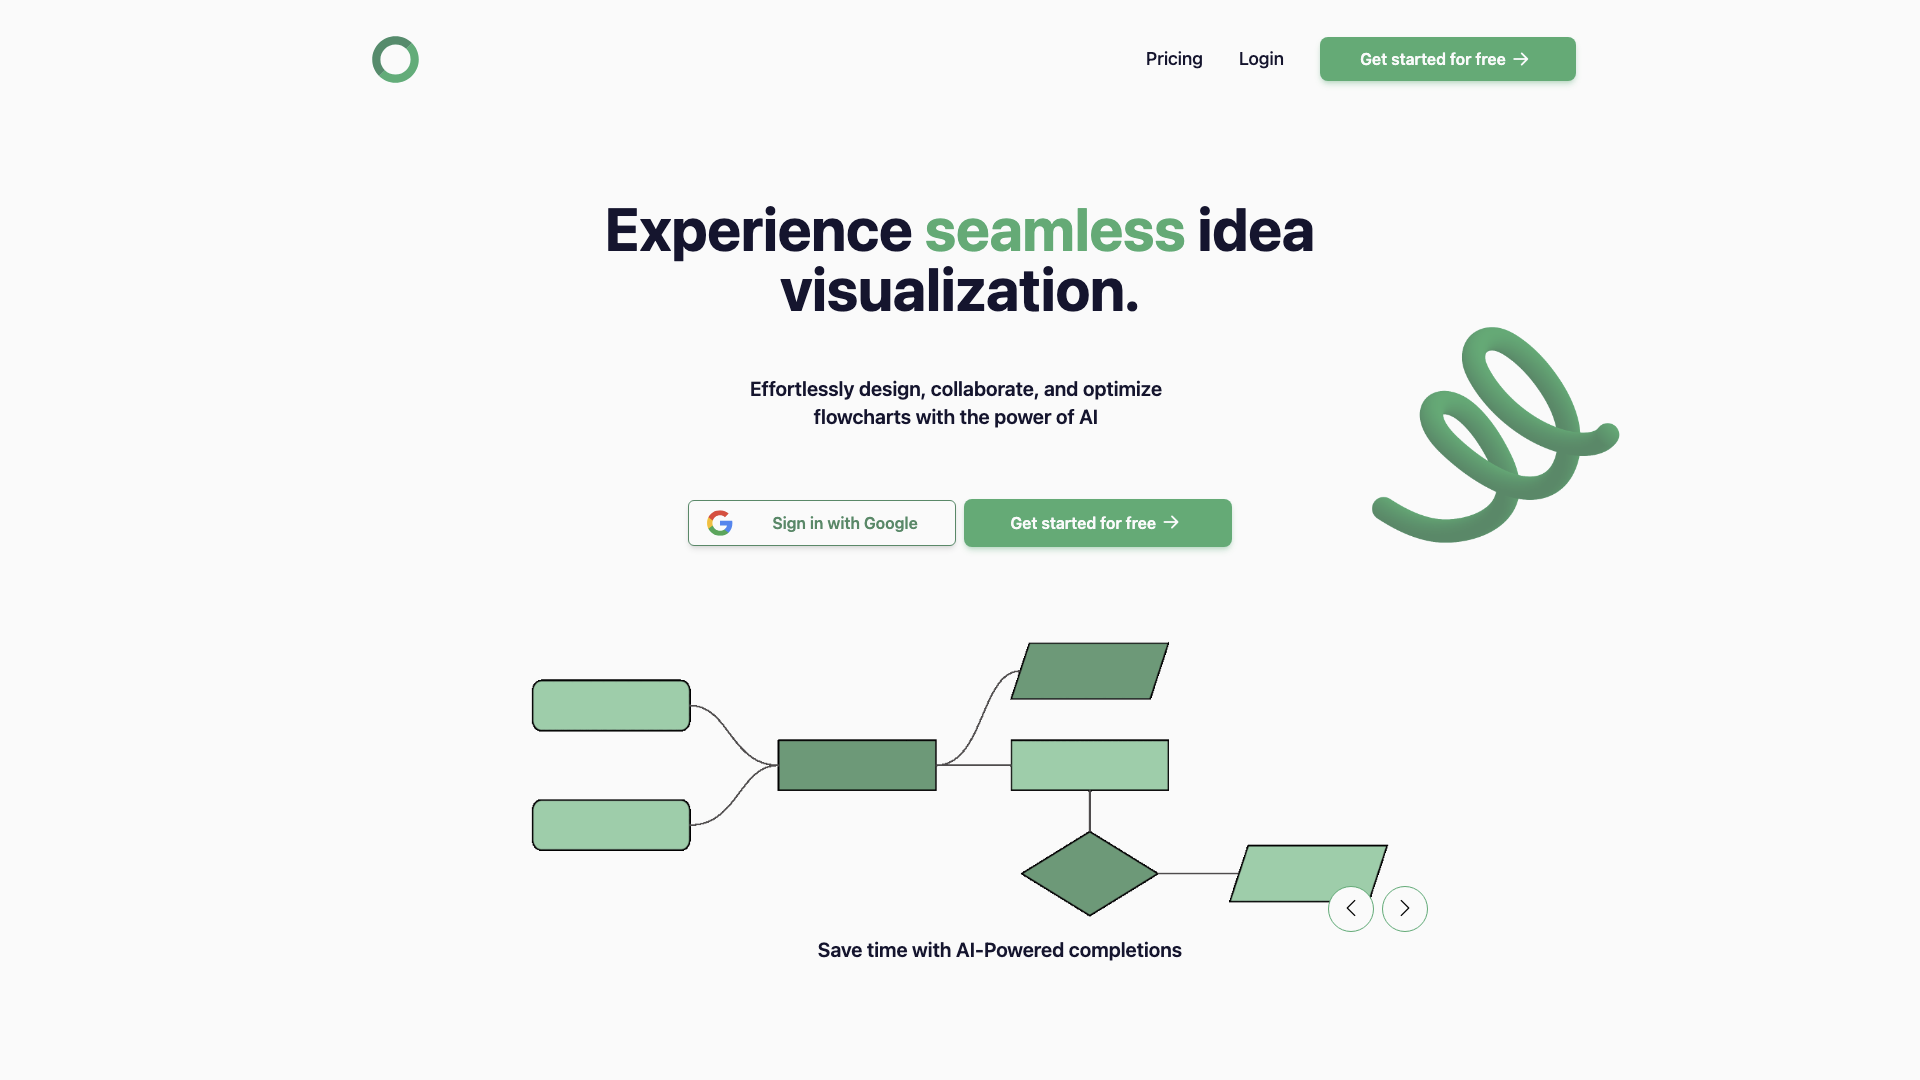 Pricing
Login
Get started for free →
Experience seamless idea
visualization.
Effortlessly design, collaborate, and optimize
flowcharts with the power of AI
Sign in with Google
Get started for free →
Save time with AI-Powered completions